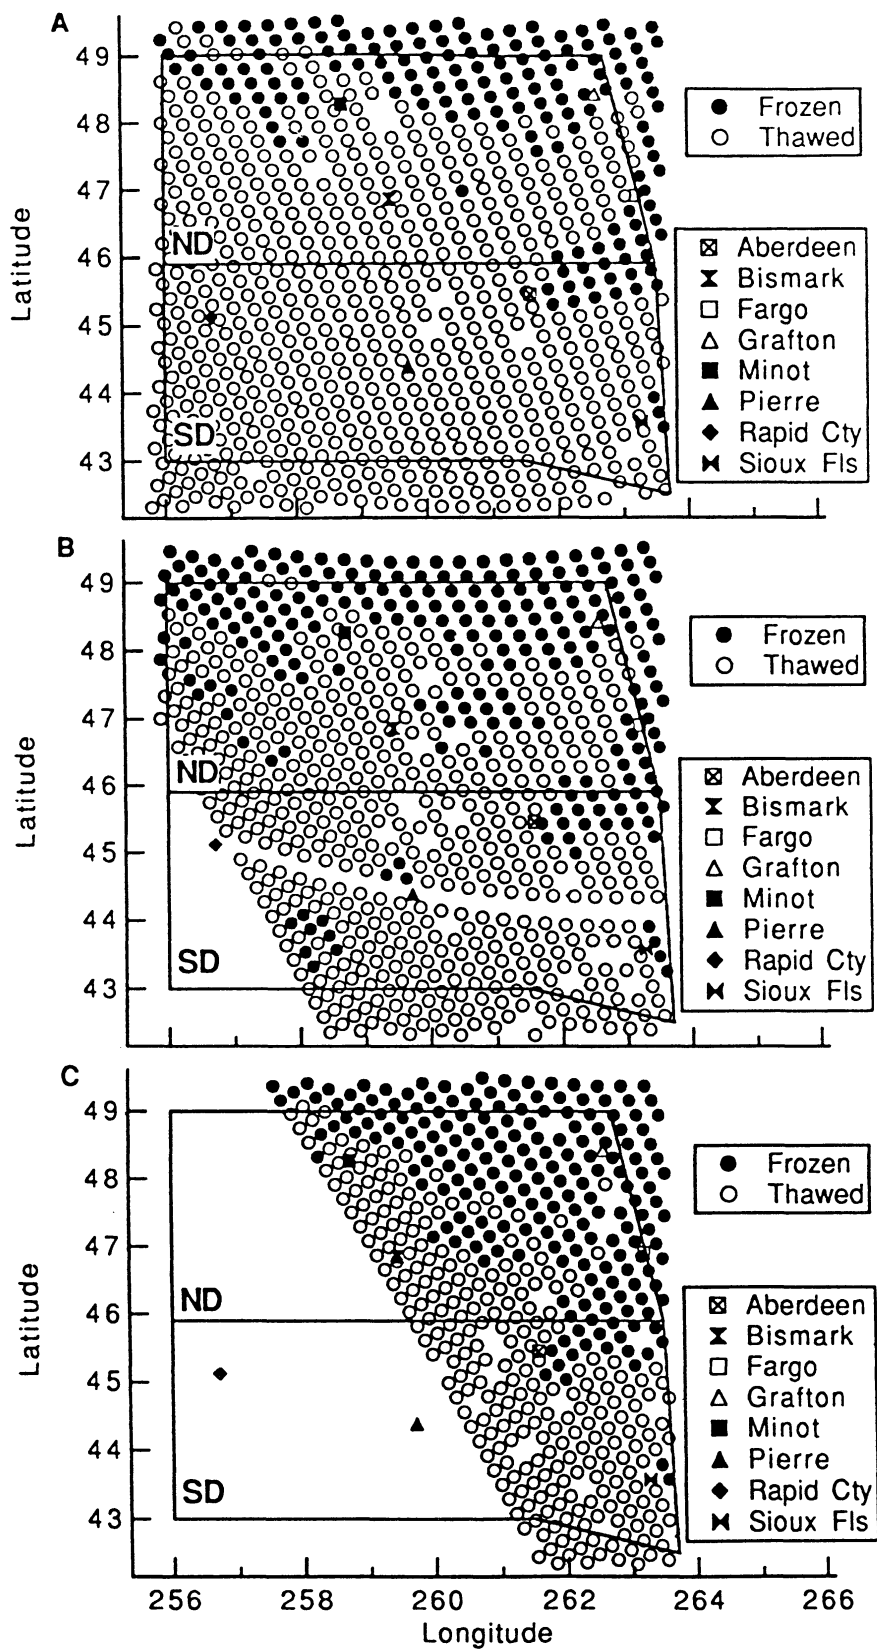 A
49
48
47
46
45
44
43
Latitude
ND
SD
Frozen
Thawed
Aberdeen
Bismark
Fargo
Grafton
Minot
Pierre
Rapid Cty
Sioux Fls
B
49
48
47
46
45
44
43
Latitude
ND
SD
Frozen
Thawed
Aberdeen
Bismark
Fargo
Grafton
Minot
Pierre
Rapid Cty
Sioux Fls
C
49
48
47
46
45
44
43
Latitude
ND
SD
Frozen
Thawed
Aberdeen
Bismark
Fargo
Grafton
Minot
Pierre
Rapid Cty
Sioux Fls
256 258 260 262 264 266
Longitude